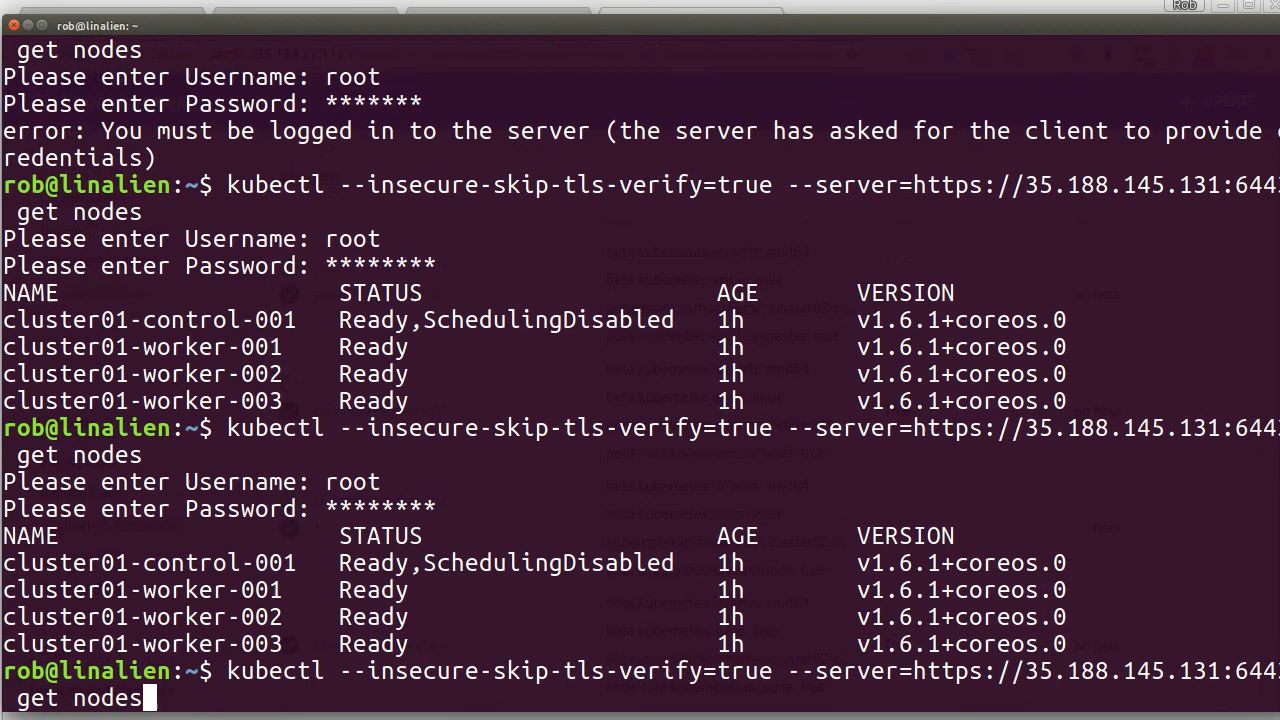 Rob
rob@linalien: ~
get nodes
Please enter Username: root
Please enter Password: *******
error: You must be logged in to the server (the server has asked for the client to provide c
redentials)
rob@linalien:~$ kubectl --insecure-skip-tls-verify=true --server=https://35.188.145.131:6443
get nodes
Please enter Username: root
Please enter Password: ********
NAME STATUS AGE VERSION
cluster01-control-001 Ready,SchedulingDisabled 1h v1.6.1+coreos.0
cluster01-worker-001 Ready 1h v1.6.1+coreos.0
cluster01-worker-002 Ready 1h v1.6.1+coreos.0
cluster01-worker-003 Ready 1h v1.6.1+coreos.0
rob@linalien:~$ kubectl --insecure-skip-tls-verify=true --server=https://35.188.145.131:6443
get nodes
Please enter Username: root
Please enter Password: ********
NAME STATUS AGE VERSION
cluster01-control-001 Ready,SchedulingDisabled 1h v1.6.1+coreos.0
cluster01-worker-001 Ready 1h v1.6.1+coreos.0
cluster01-worker-002 Ready 1h v1.6.1+coreos.0
cluster01-worker-003 Ready 1h v1.6.1+coreos.0
rob@linalien:~$ kubectl --insecure-skip-tls-verify=true --server=https://35.188.145.131:6443
get nodes